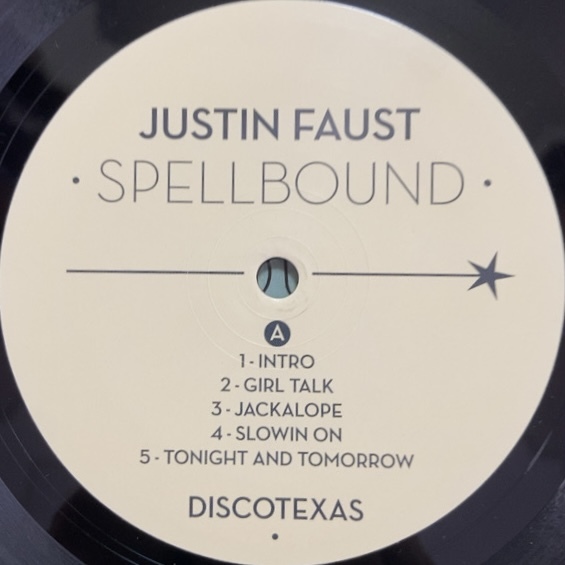 JUSTIN FAUST
• SPELLBOUND •
A
1 - INTRO
2 - GIRL TALK
3 - JACKALOPE
4 - SLOWIN ON
5 - TONIGHT AND TOMORROW
DISCOTEXAS